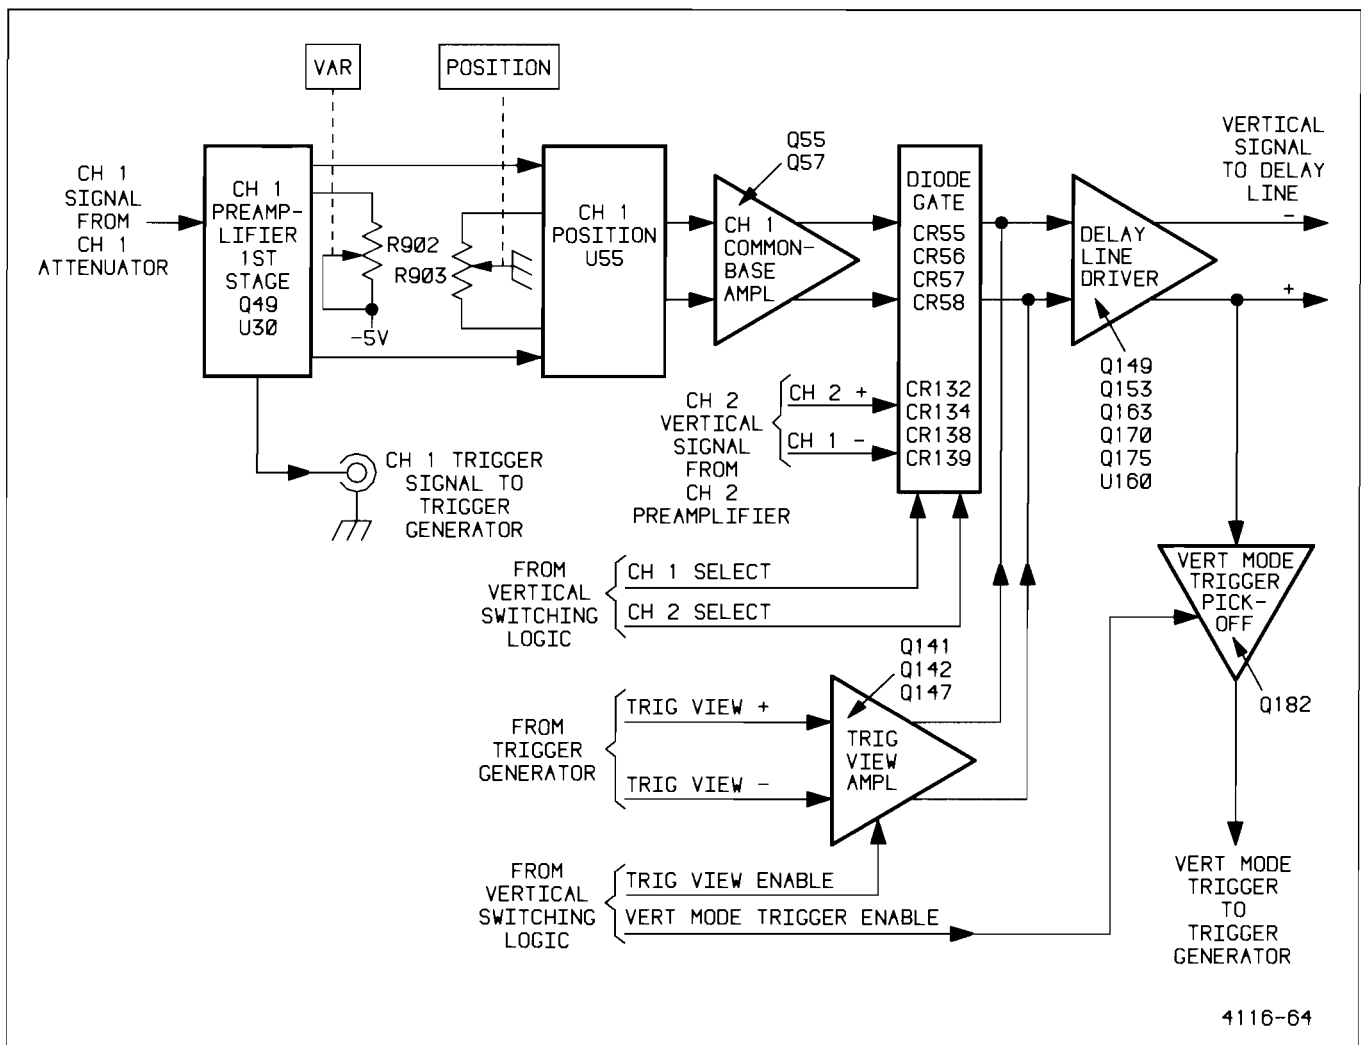 VAR
POSITION
CH 1
SIGNAL
FROM
CH 1
ATTENUATOR
CH 1
PREAMP-
LIFIER
1ST
STAGE
Q49
U30
R902
-5V
R903
CH 1
POSITION
U55
Q55
Q57
CH 1
COMMON-
BASE
AMPL
DIODE
GATE
CR55
CR56
CR57
CR58
CR132
CR134
CR138
CR139
DELAY
LINE
DRIVER
Q149
Q153
Q163
Q170
Q175
U160
VERTICAL
SIGNAL
TO DELAY
LINE
-
+
CH 2
VERTICAL
SIGNAL
FROM
CH 2
PREAMPLIFIER
CH 2 +
CH 1 -
CH 1 TRIGGER
SIGNAL TO
TRIGGER
GENERATOR
FROM
VERTICAL
SWITCHING
LOGIC
CH 1 SELECT
CH 2 SELECT
VERT MODE
TRIGGER
PICK-
OFF
Q182
Q141
Q142
Q147
FROM
TRIGGER
GENERATOR
TRIG VIEW +
TRIG VIEW -
TRIG
VIEW
AMPL
FROM
VERTICAL
SWITCHING
LOGIC
TRIG VIEW ENABLE
VERT MODE TRIGGER ENABLE
VERT MODE
TRIGGER
TO
TRIGGER
GENERATOR
4116-64